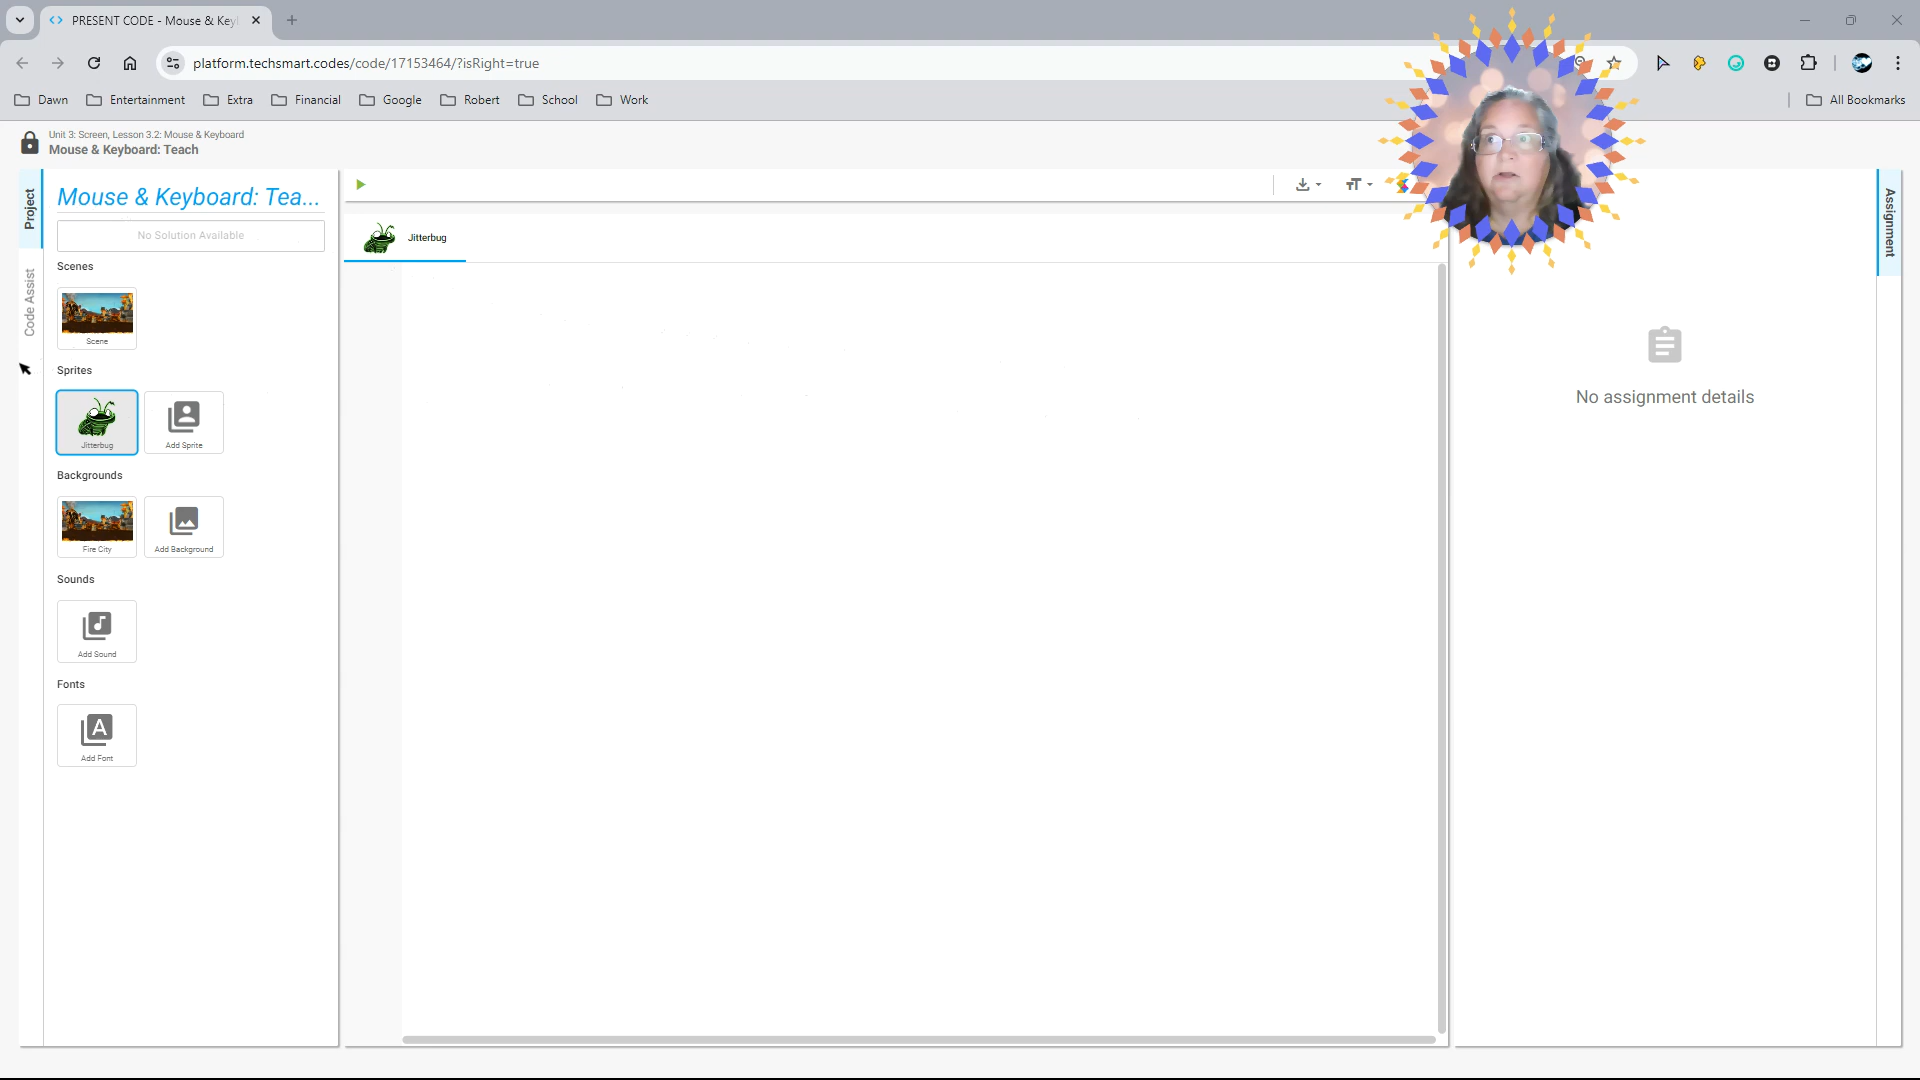 PRESENT CODE - Mouse & Key
platform.techsmart.codes/code/17153464/?isRight=true
Dawn
Entertainment
Extra
Financial
Google
Robert
School
Work
All Bookmarks
Unit 3: Screen, Lesson 3.2: Mouse & Keyboard
Mouse & Keyboard: Teach
Project
Code Assist
Mouse & Keyboard: Tea...
No Solution Available
Scenes
Scene
Sprites
Jitterbug
Add Sprite
Backgrounds
Fire City
Add Background
Sounds
Add Sound
Fonts
Add Font
Jitterbug
Assignment
No assignment details